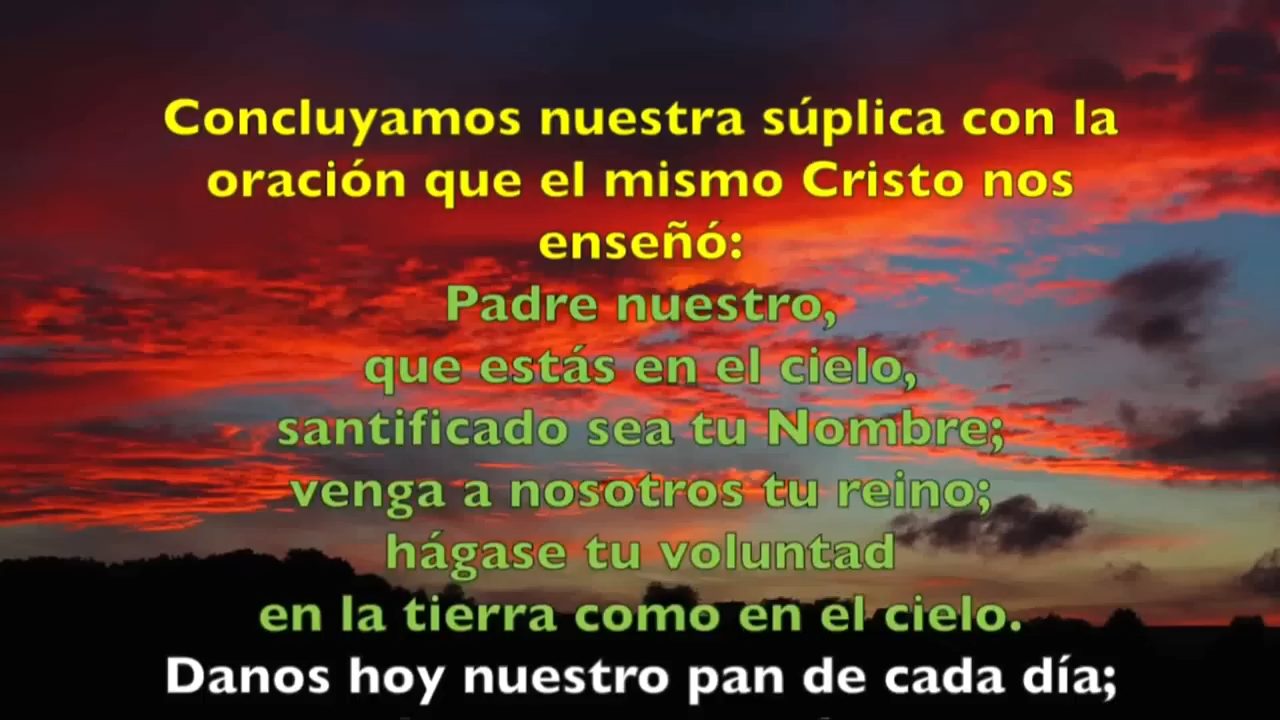 Concluyamos nuestra súplica con la
oración que el mismo Cristo nos
enseñó:
Padre nuestro,
que estás en el cielo,
santificado sea tu Nombre;
venga a nosotros tu reino;
hágase tu voluntad
en la tierra como en el cielo.
Danos hoy nuestro pan de cada día;